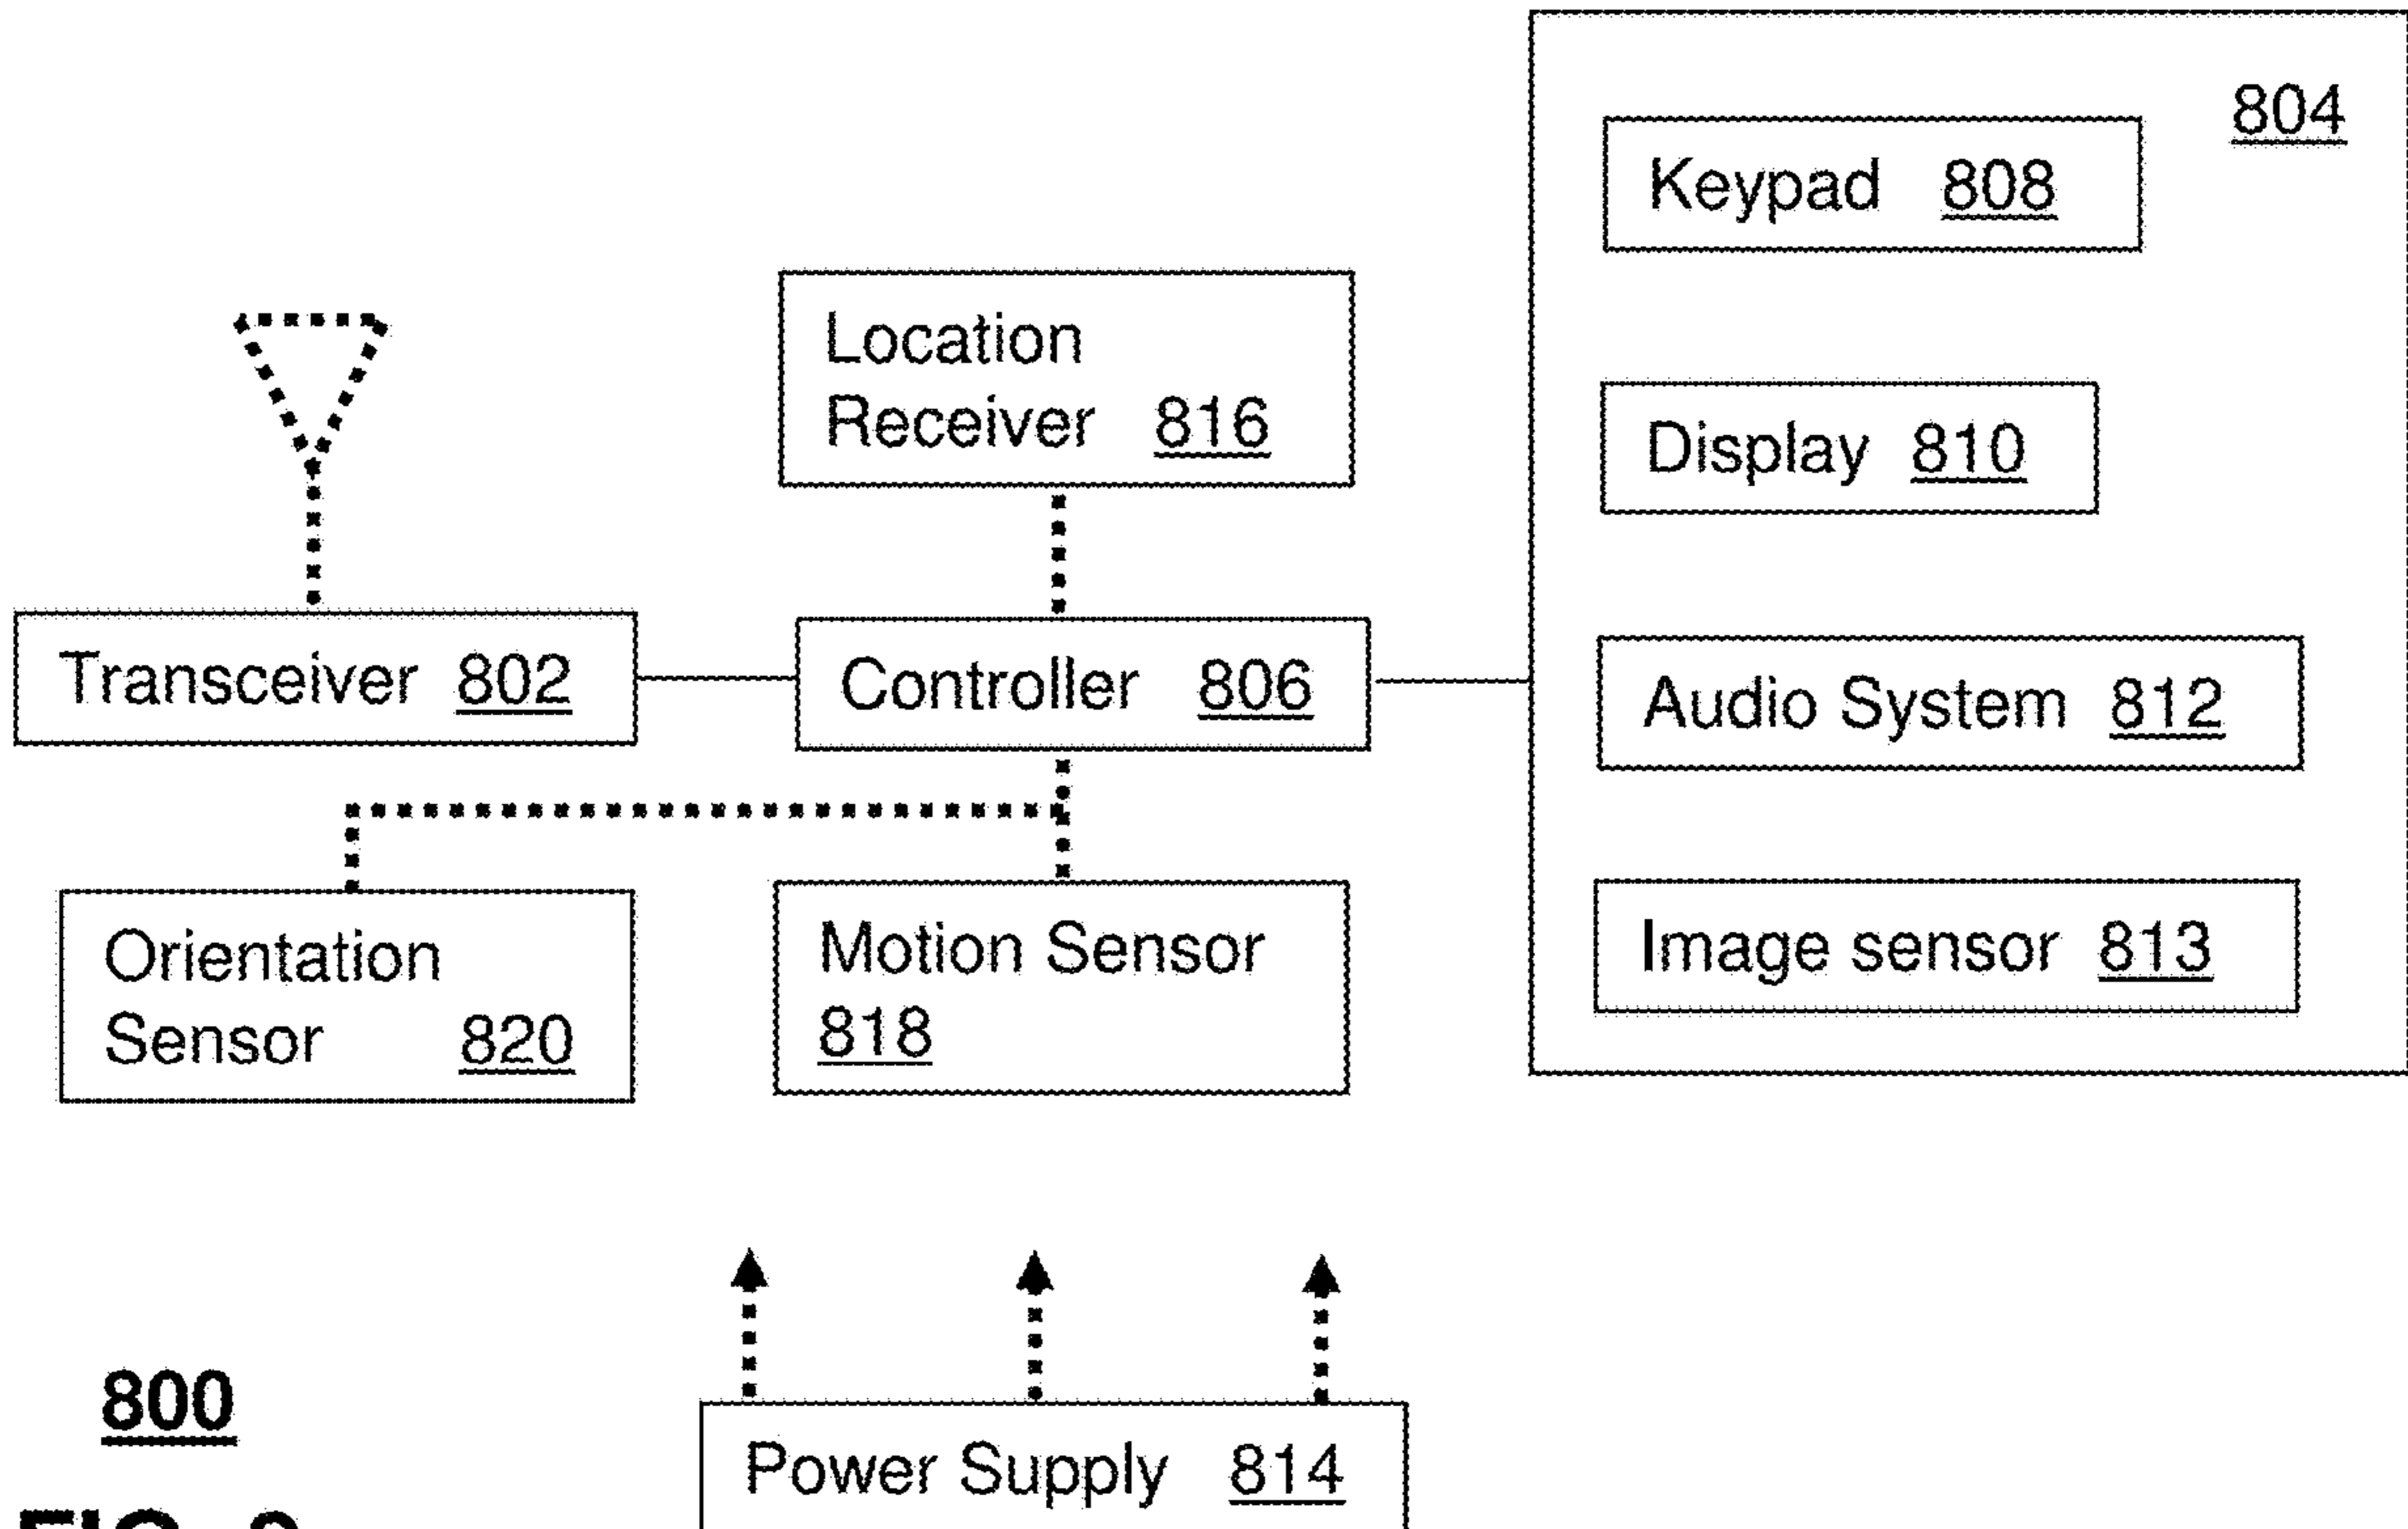 804
Keypad 808
Location
Receiver 816
Display 810
Transceiver 802
Controller 806
Audio System 812
Orientation
Sensor 820
Motion Sensor
818
Image sensor 813
800
Power Supply 814
FIG.